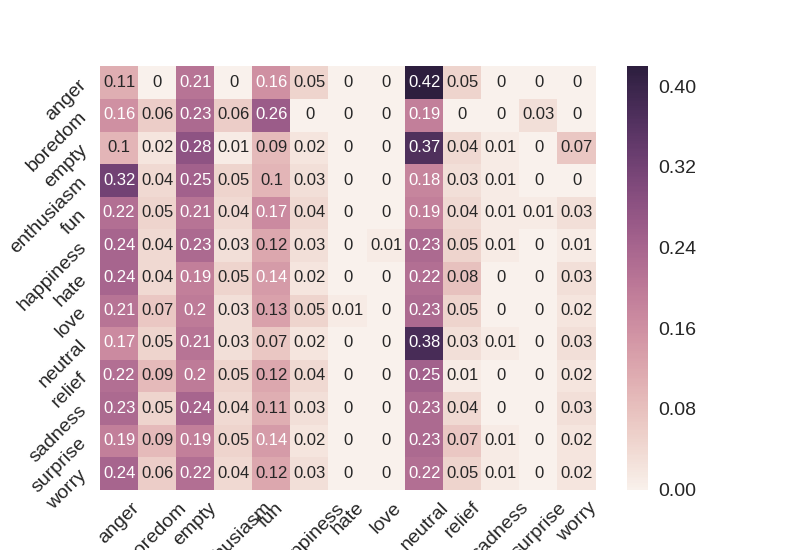 anger 0.11 0 0.21 0 0.16 0.05 0 0 0.42 0.05 0 0 0
boredom 0.16 0.06 0.23 0.06 0.26 0 0 0 0.19 0 0 0.03 0
empty 0.1 0.02 0.28 0.01 0.09 0.02 0 0 0.37 0.04 0.01 0 0.07
enthusiasm 0.32 0.04 0.25 0.05 0.1 0.03 0 0 0.18 0.03 0.01 0 0
fun 0.22 0.05 0.21 0.04 0.17 0.04 0 0 0.19 0.04 0.01 0.01 0.03
happiness 0.24 0.04 0.23 0.03 0.12 0.03 0 0.01 0.23 0.05 0.01 0 0.01
hate 0.24 0.04 0.19 0.05 0.14 0.02 0 0 0.22 0.08 0 0 0.03
love 0.21 0.07 0.2 0.03 0.13 0.05 0.01 0 0.23 0.05 0 0 0.02
neutral 0.17 0.05 0.21 0.03 0.07 0.02 0 0 0.38 0.03 0.01 0 0.03
relief 0.22 0.09 0.2 0.05 0.12 0.04 0 0 0.25 0.01 0 0 0.02
sadness 0.23 0.05 0.24 0.04 0.11 0.03 0 0 0.23 0.04 0 0 0.03
surprise 0.19 0.09 0.19 0.05 0.14 0.02 0 0 0.23 0.07 0.01 0 0.02
worry 0.24 0.06 0.22 0.04 0.12 0.03 0 0 0.22 0.05 0.01 0 0.02
anger oredom empty husiasm fun ppiness hate love neutral relief sadness surprise worry
0.40
0.32
0.24
0.16
0.08
0.00